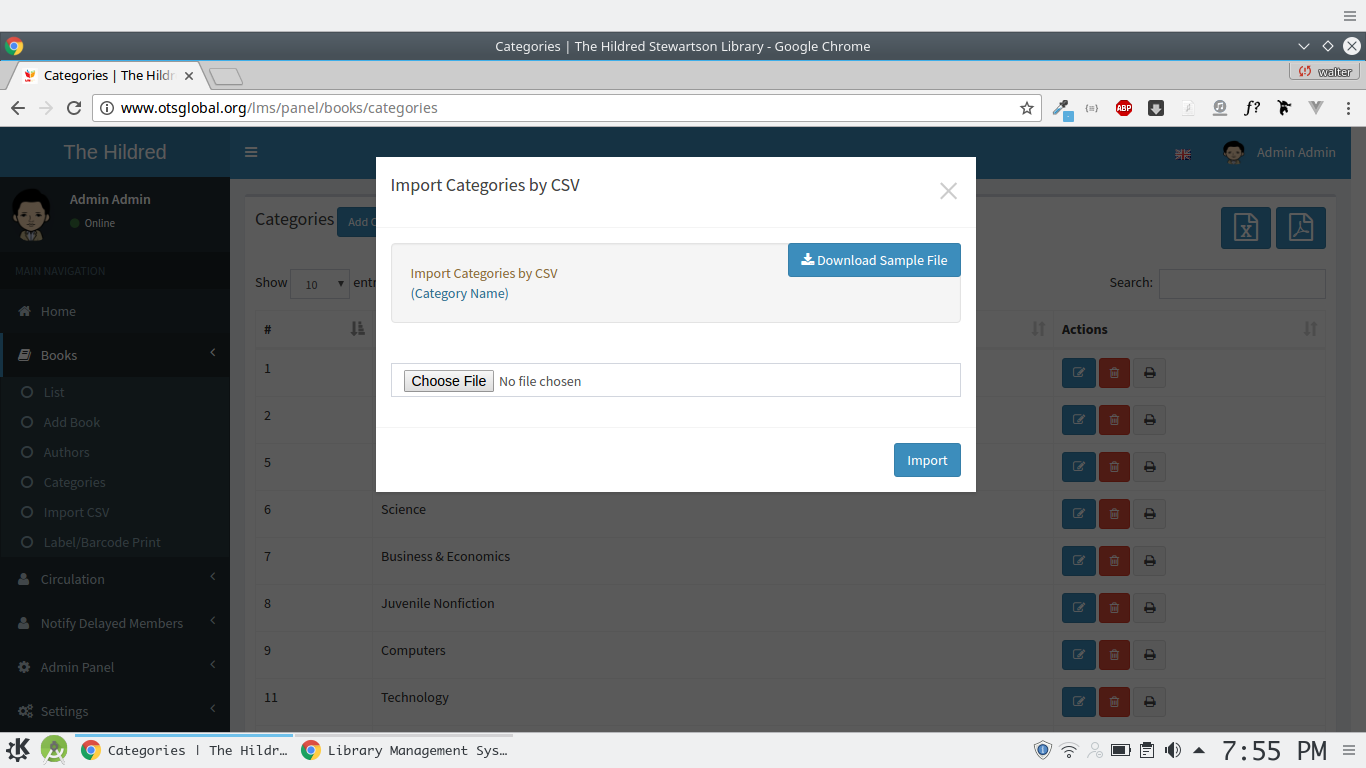 Categories | The Hildred Stewartson Library - Google Chrome
Categories | The Hildr
walter
www.otsglobal.org/lms/panel/books/categories
ABP
f?
The Hildred
Admin Admin
Admin Admin
Online
MAIN NAVIGATION
Home
Books
List
Add Book
Authors
Categories
Import CSV
Label/Barcode Print
Circulation
Notify Delayed Members
Admin Panel
Settings
Categories
Add C
Show 10 entr
Search:
#
Actions
1
2
5
6 Science
7 Business & Economics
8 Juvenile Nonfiction
9 Computers
11 Technology
Import Categories by CSV
Download Sample File
Import Categories by CSV
(Category Name)
Choose File No file chosen
Import
Categories | The Hildr...
Library Management Sys...
7:55 PM